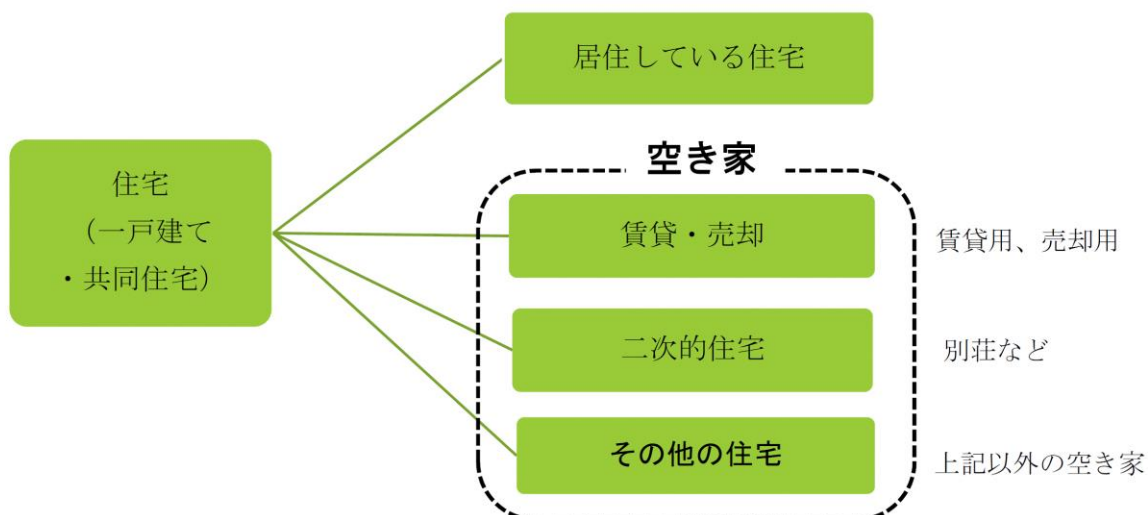 居住している住宅
住宅
（一戸建て
・共同住宅）
空き家
賃貸・売却
賃貸用、売却用
二次的住宅
別荘など
その他の住宅
上記以外の空き家